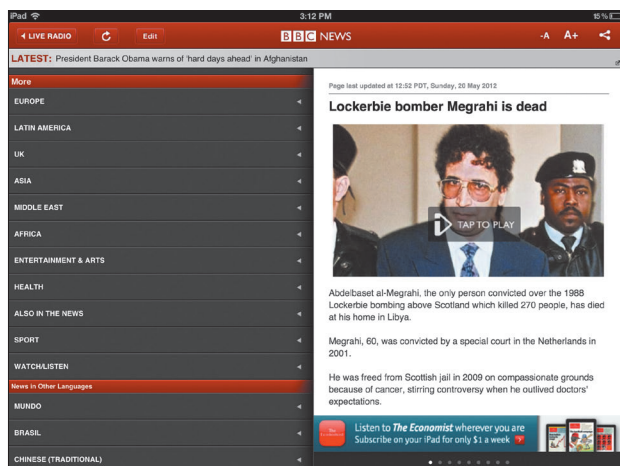 iPad 3:12 PM 15%
LIVE RADIO Edit BBC NEWS -A A+
LATEST: President Barack Obama warns of 'hard days ahead' in Afghanistan
More
EUROPE
LATIN AMERICA
UK
ASIA
MIDDLE EAST
AFRICA
ENTERTAINMENT & ARTS
HEALTH
ALSO IN THE NEWS
SPORT
WATCH/LISTEN
News in Other Languages
MUNDO
BRASIL
CHINESE (TRADITIONAL)
Page last updated at 12:52 PDT, Sunday, 20 May 2012
Lockerbie bomber Megrahi is dead
TAP TO PLAY
Abdelbaset al-Megrahi, the only person convicted over the 1988
Lockerbie bombing above Scotland which killed 270 people, has died
at his home in Libya.
Megrahi, 60, was convicted by a special court in the Netherlands in
2001.
He was freed from Scottish jail in 2009 on compassionate grounds
because of cancer, stirring controversy when he outlived doctors'
expectations.
The Economist
Listen to The Economist wherever you are
Subscribe on your iPad for only $1 a week